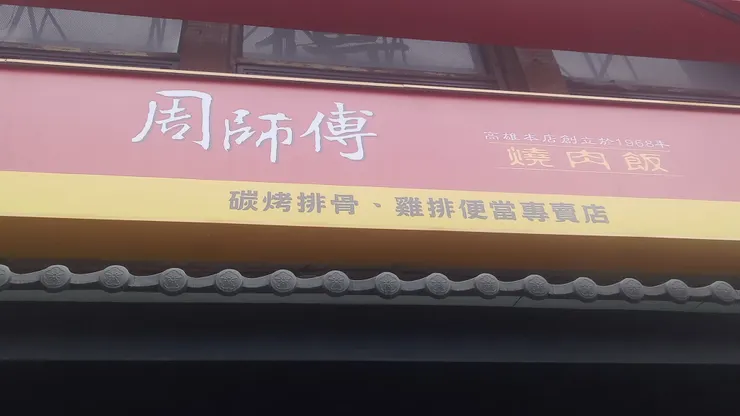 周師傅
高雄本店創立於1968年
燒肉飯
碳烤排骨、雞排便當專賣店